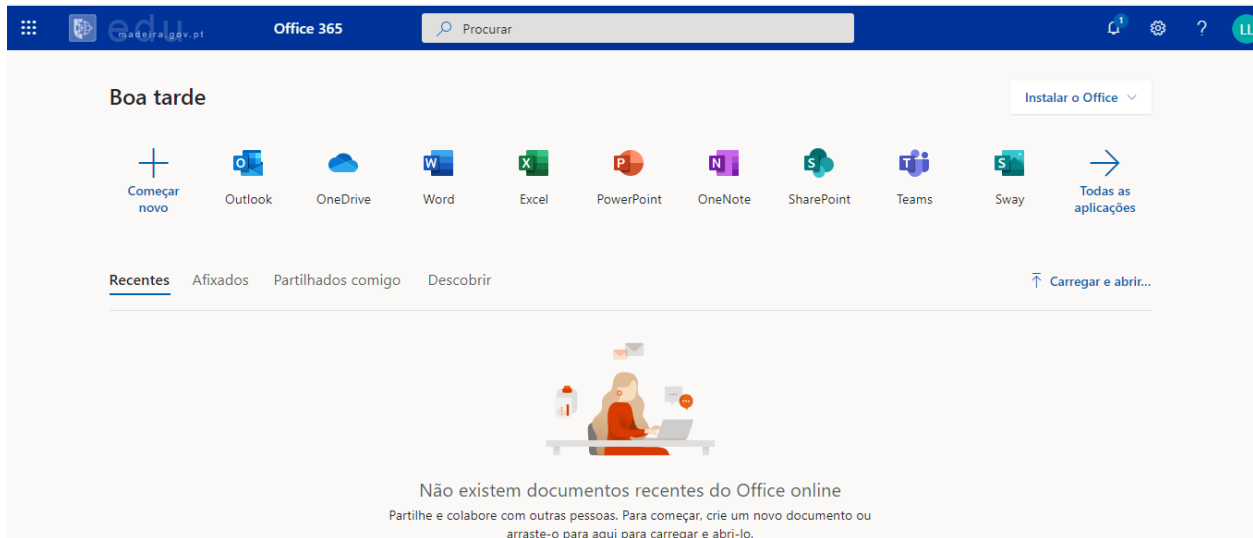 edu
madeira.gov.pt
Office 365
Procurar
1
?
LL
Boa tarde
Instalar o Office
Começar
novo
Outlook
OneDrive
Word
Excel
PowerPoint
OneNote
SharePoint
Teams
Sway
Todas as
aplicações
Recentes Afixados Partilhados comigo Descobrir
Carregar e abrir...
Não existem documentos recentes do Office online
Partilhe e colabore com outras pessoas. Para começar, crie um novo documento ou
arraste-o para aqui para carregar e abri-lo.